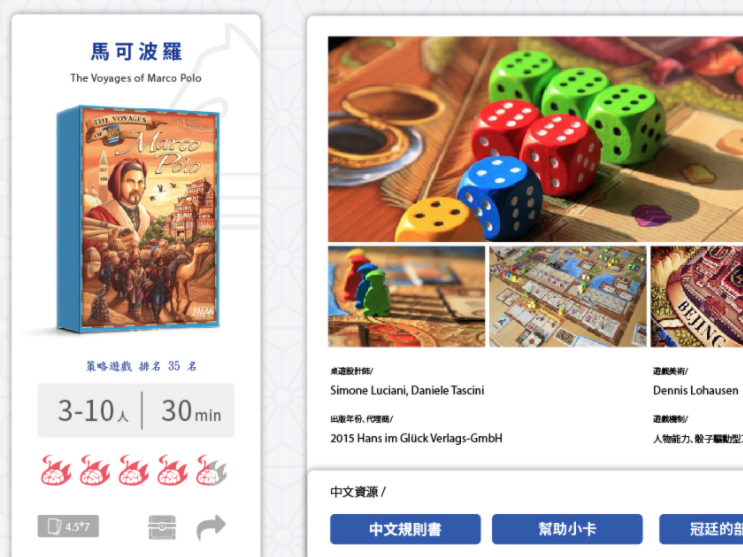 馬可波羅
The Voyages of Marco Polo
THE VOYAGES
OF
Marco
Polo
Z-MAN
策略遊戲 排名 35 名
3-10人 30min
4.5*7
BEIJING
桌遊設計師/
Simone Luciani, Daniele Tascini
遊戲美術/
Dennis Lohausen
出版年份、代理商/
2015 Hans im Glück Verlags-GmbH
遊戲機制/
人物能力、骰子驅動型
中文資源 /
中文規則書
幫助小卡
冠廷的部